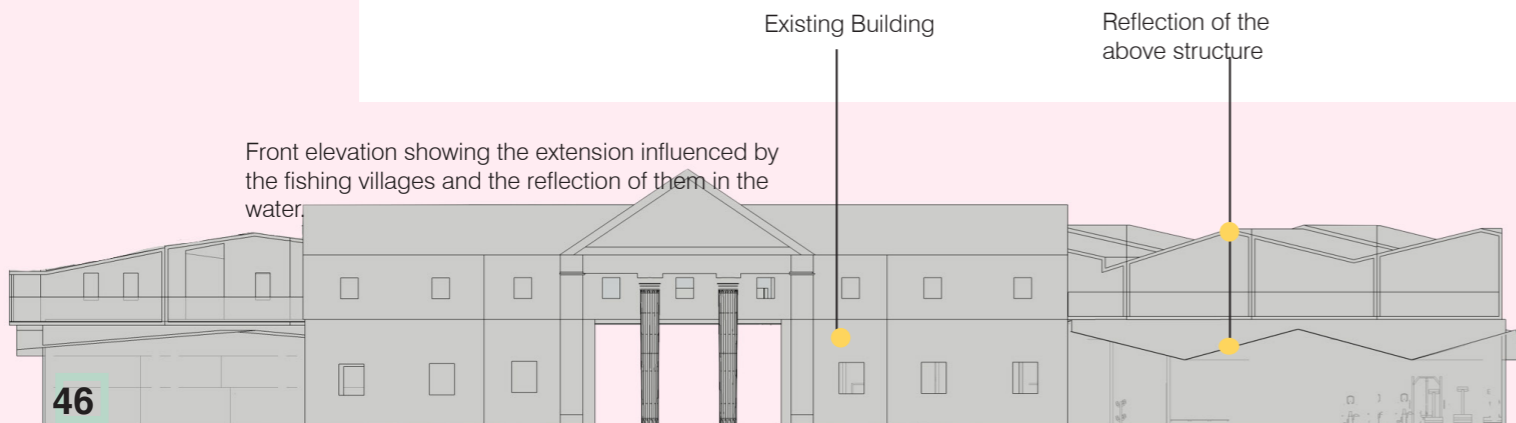 Existing Building
Reflection of the
above structure
Front elevation showing the extension influenced by
the fishing villages and the reflection of them in the
water.
46